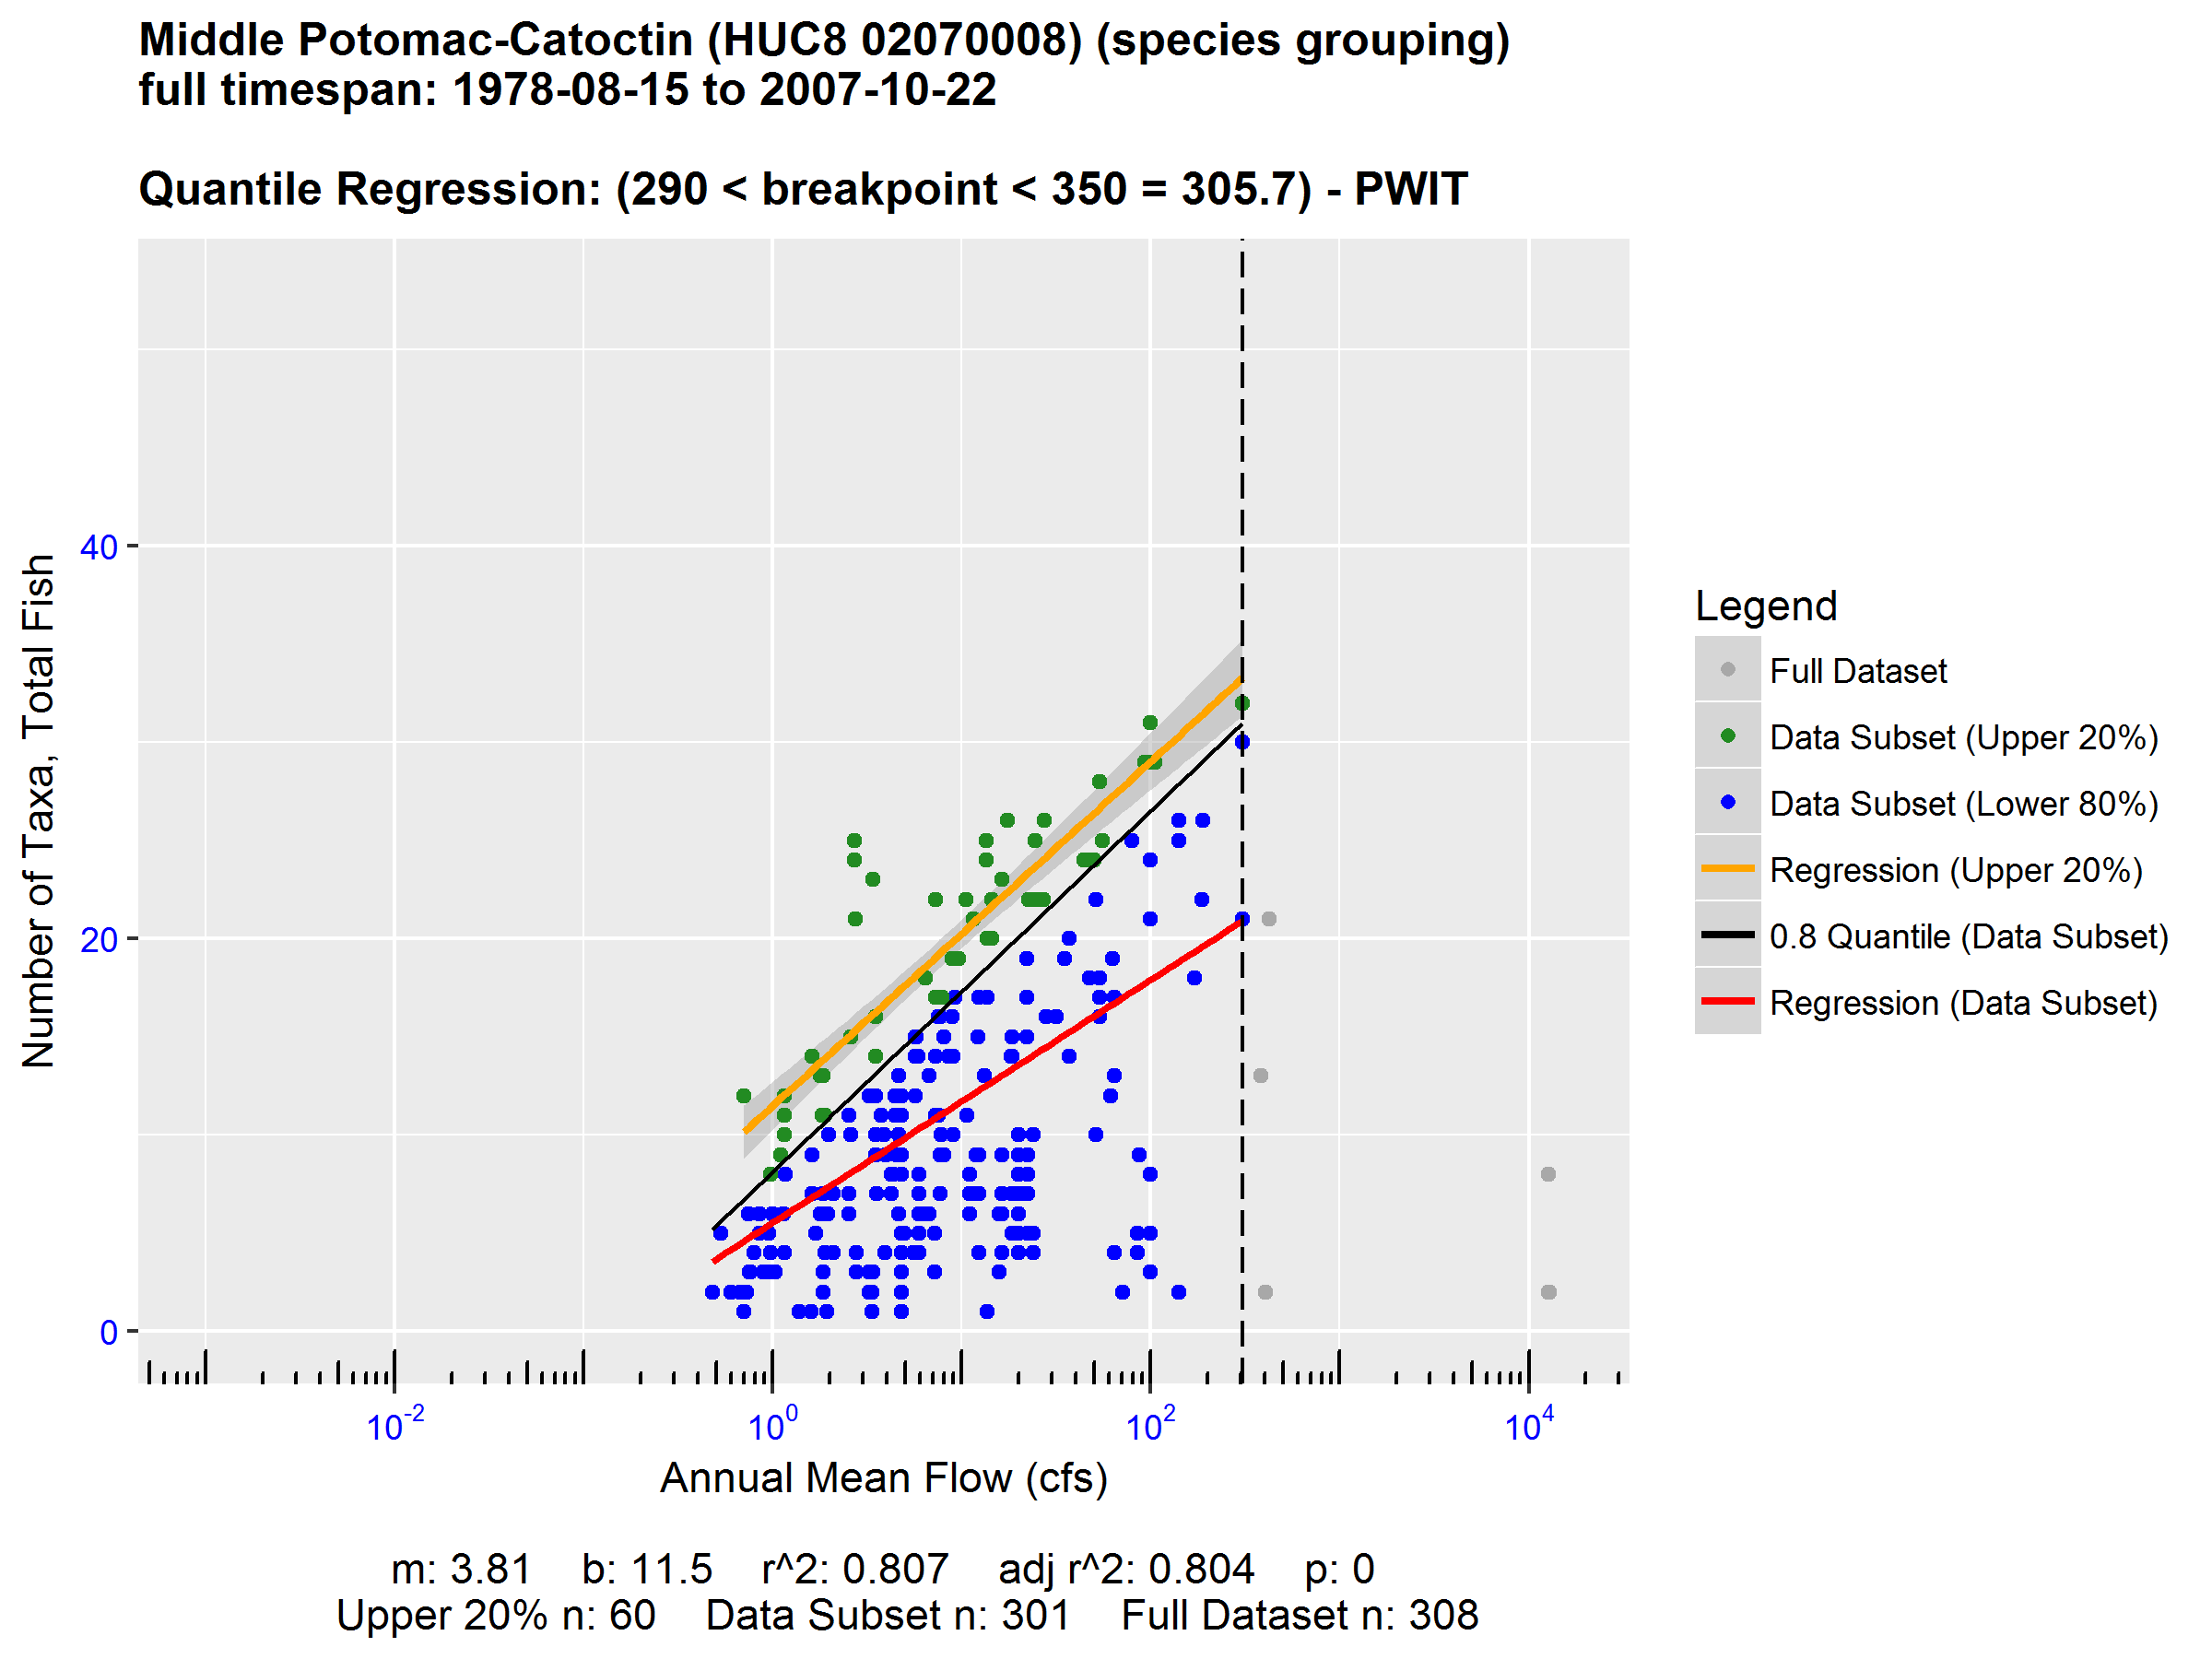 Middle Potomac-Catoctin (HUC8 02070008) (species grouping)
full timespan: 1978-08-15 to 2007-10-22
Quantile Regression: (290 < breakpoint < 350 = 305.7) - PWIT
Number of Taxa, Total Fish
40
20
0
10^-2
10^0
10^2
10^4
Annual Mean Flow (cfs)
Legend
Full Dataset
Data Subset (Upper 20%)
Data Subset (Lower 80%)
Regression (Upper 20%)
0.8 Quantile (Data Subset)
Regression (Data Subset)
m: 3.81 b: 11.5 r^2: 0.807 adj r^2: 0.804 p: 0
Upper 20% n: 60 Data Subset n: 301 Full Dataset n: 308